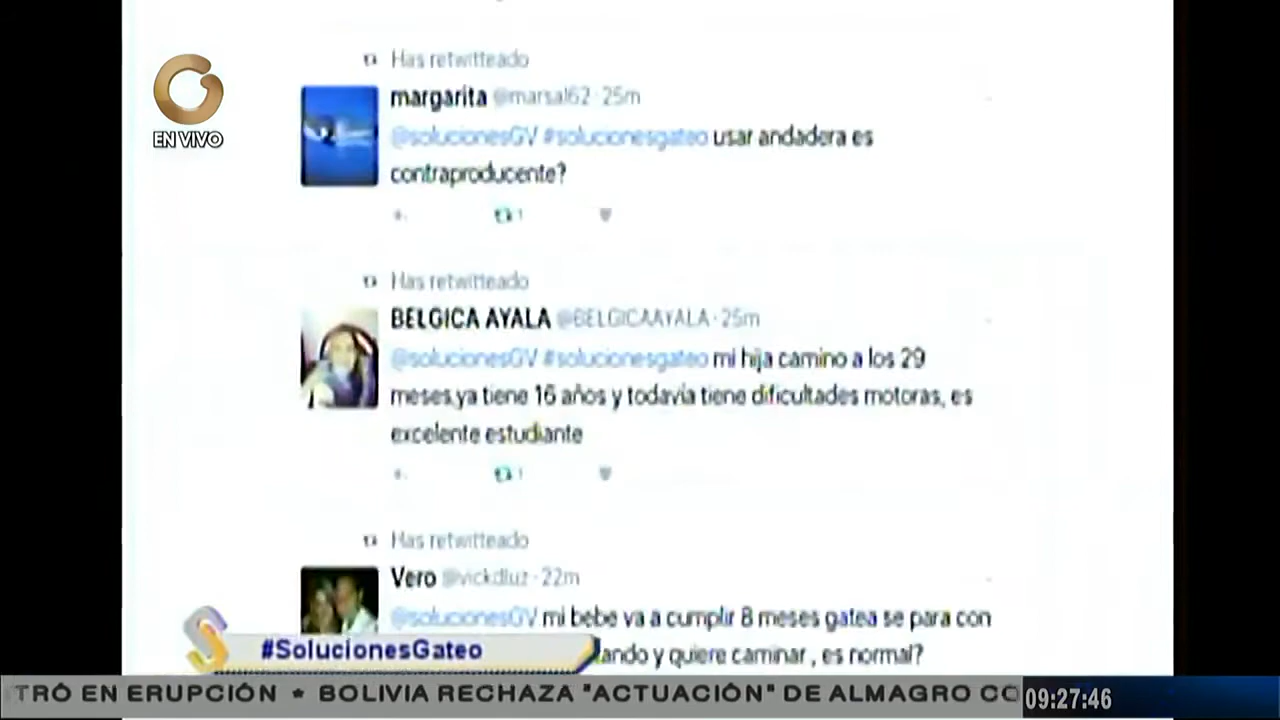 Has retwitteado
margarita @marsal62 · 25m
@solucionesGV #solucionesgateo usar andadera es
contraproducente?
1
EN VIVO
Has retwitteado
BELGICA AYALA @BELGICAAYALA · 25m
@solucionesGV #solucionesgateo mi hija camino a los 29
meses,ya tiene 16 años y todavía tiene dificultades motoras, es
excelente estudiante
1
Has retwitteado
Vero @vickdluz · 22m
@solucionesGV mi bebe va a cumplir 8 meses gatea se para con
ando y quiere caminar , es normal?
#SolucionesGateo
TRÓ EN ERUPCIÓN * BOLIVIA RECHAZA "ACTUACIÓN" DE ALMAGRO CO
09:27:46